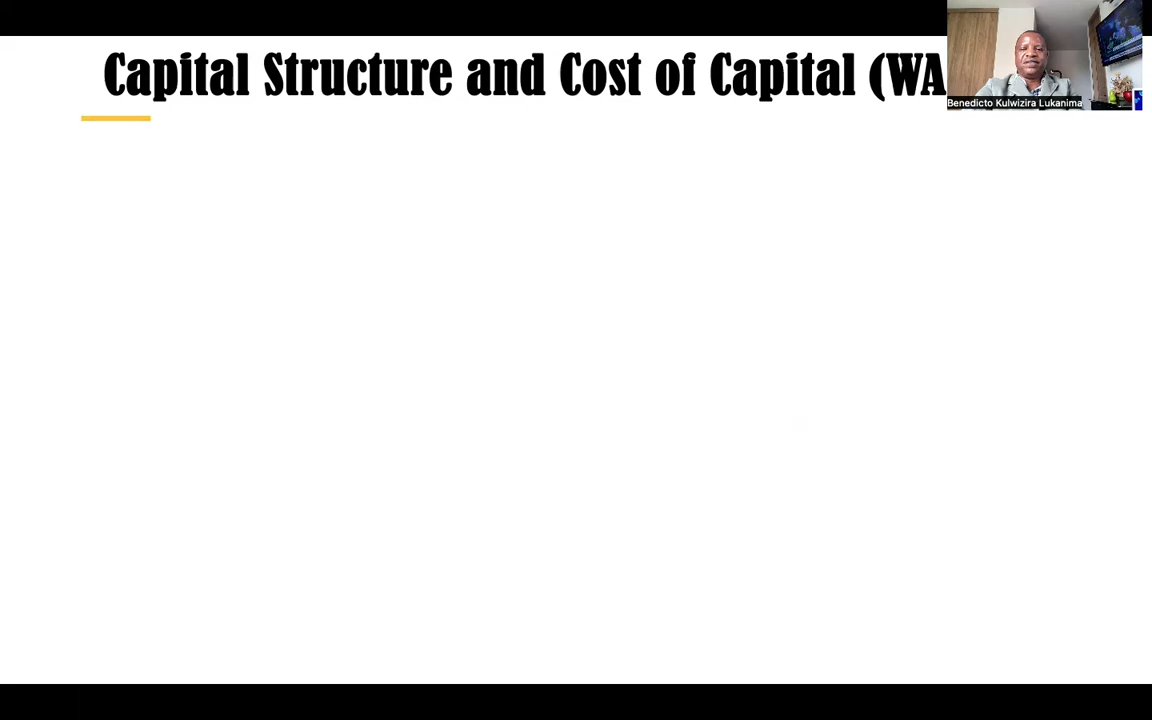 Capital Structure and Cost of Capital (WA
Benedicto Kulwizira Lukanima